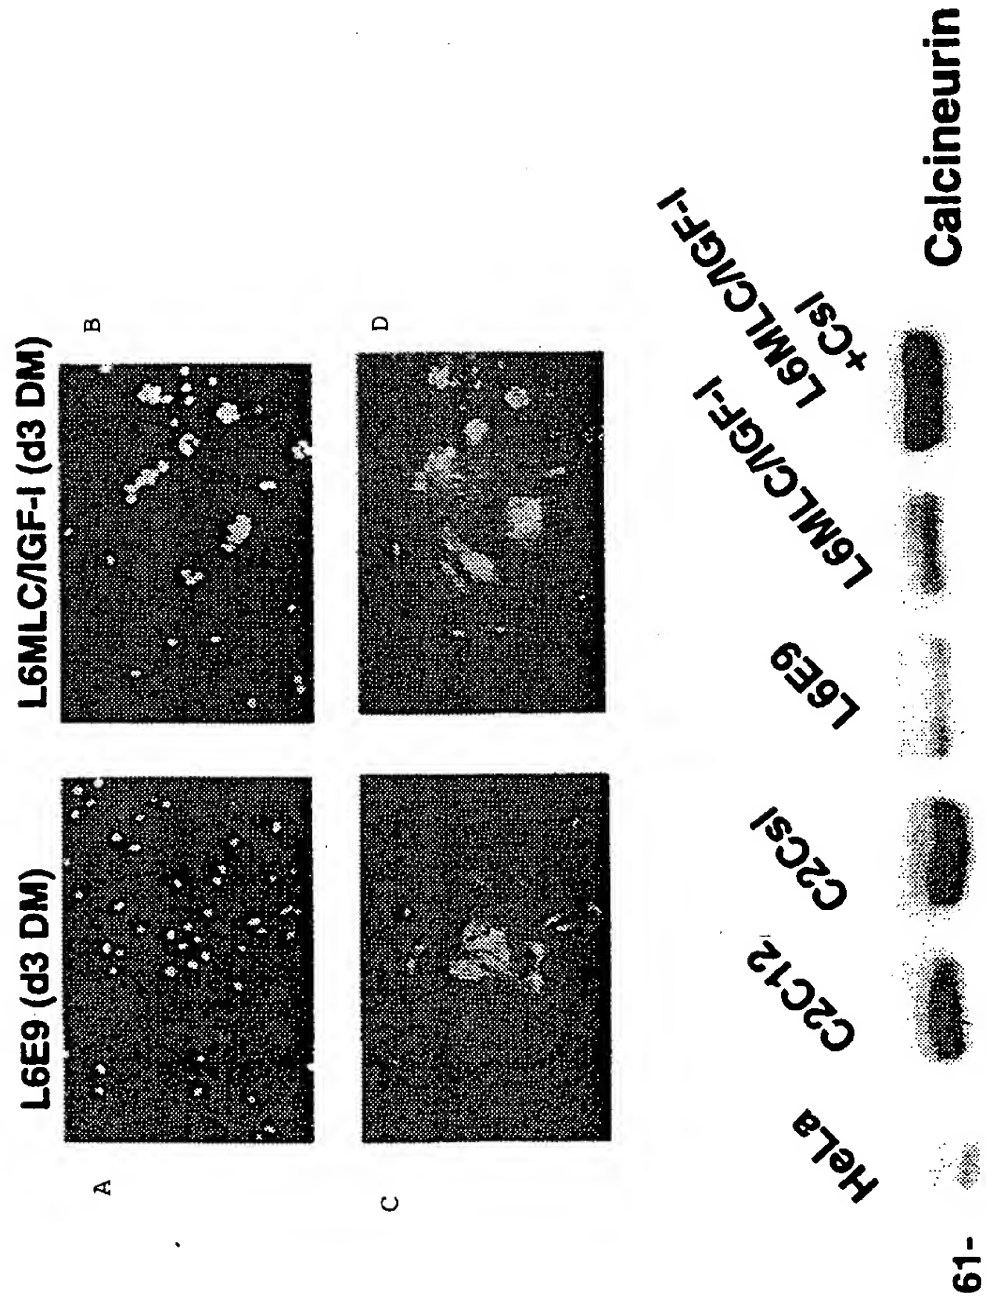 L6E9 (d3 DM)
L6MLC/IGF-I (d3 DM)
A
B
C
D
HeLa
C2C12
C2CsI
L6E9
L6MLC/IGF-I
L6MLC/IGF-I
+CsI
61-
Calcineurin